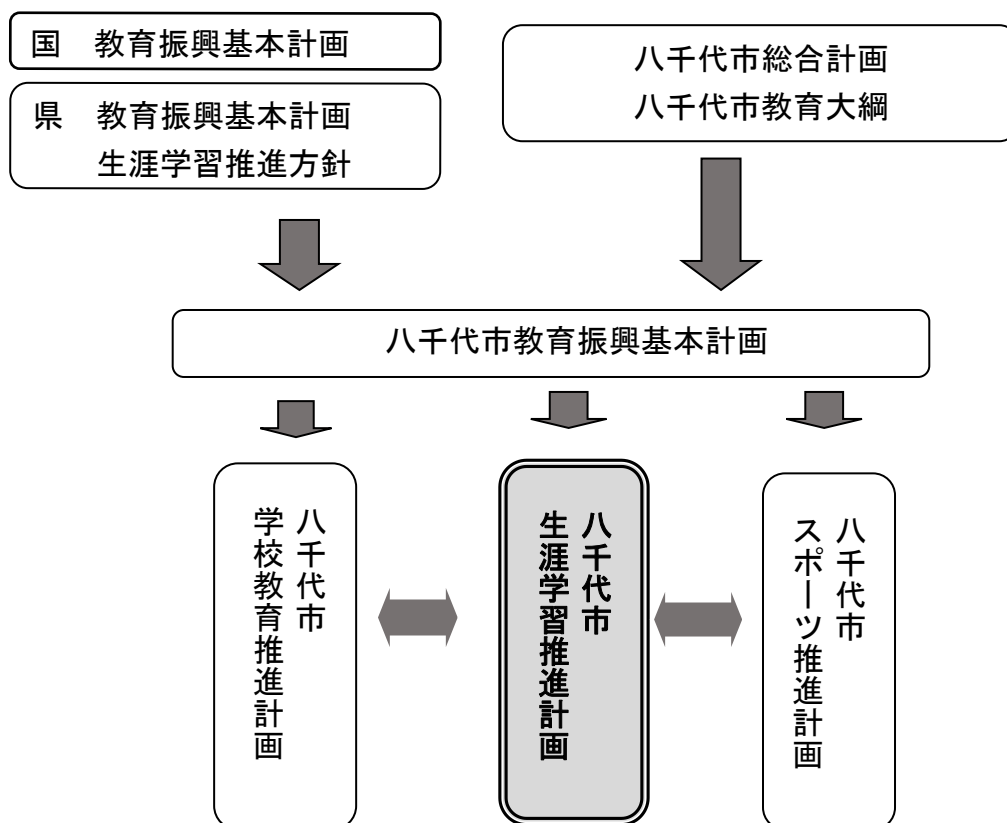 国 教育振興基本計画
県 教育振興基本計画
生涯学習推進方針
八千代市総合計画
八千代市教育大綱
八千代市教育振興基本計画
八千代市
学校教育推進計画
八千代市
生涯学習推進計画
八千代市
スポーツ推進計画